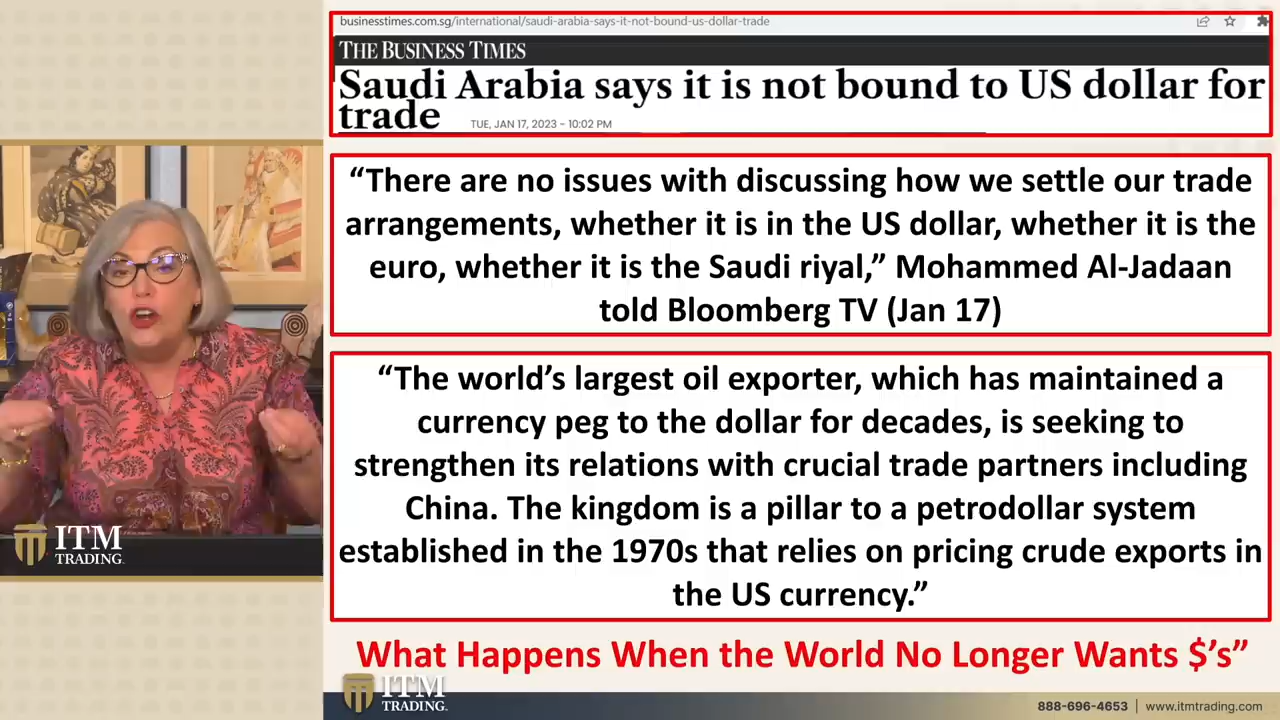 businesstimes.com.sg/international/saudi-arabia-says-it-not-bound-us-dollar-trade
THE BUSINESS TIMES
Saudi Arabia says it is not bound to US dollar for
trade
TUE, JAN 17, 2023 - 10:02 PM
“There are no issues with discussing how we settle our trade
arrangements, whether it is in the US dollar, whether it is the
euro, whether it is the Saudi riyal,” Mohammed Al-Jadaan
told Bloomberg TV (Jan 17)
“The world’s largest oil exporter, which has maintained a
currency peg to the dollar for decades, is seeking to
strengthen its relations with crucial trade partners including
China. The kingdom is a pillar to a petrodollar system
established in the 1970s that relies on pricing crude exports in
the US currency.”
What Happens When the World No Longer Wants $’s”
ITM
TRADING.
ITM
TRADING.
888-696-4653 | www.itmtrading.com